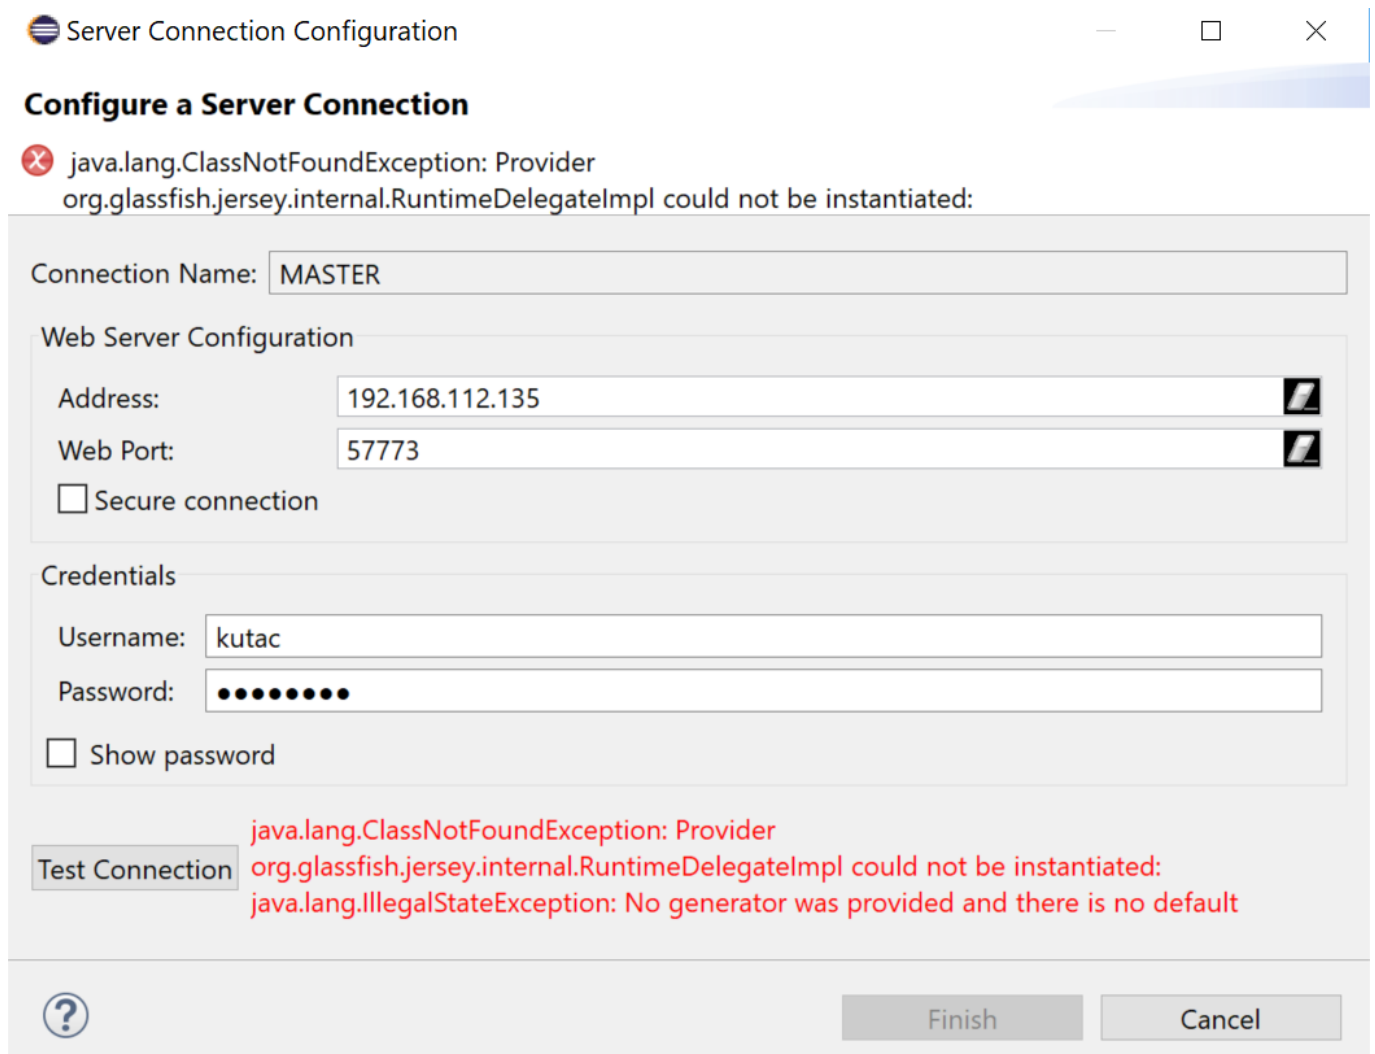 Server Connection Configuration
Configure a Server Connection
java.lang.ClassNotFoundException: Provider
org.glassfish.jersey.internal.RuntimeDelegateImpl could not be instantiated:
Connection Name: MASTER
Web Server Configuration
Address: 192.168.112.135
Web Port: 57773
Secure connection
Credentials
Username: kutac
Password: ●●●●●●●●
Show password
java.lang.ClassNotFoundException: Provider
Test Connection org.glassfish.jersey.internal.RuntimeDelegateImpl could not be instantiated:
java.lang.IllegalStateException: No generator was provided and there is no default
? Finish Cancel